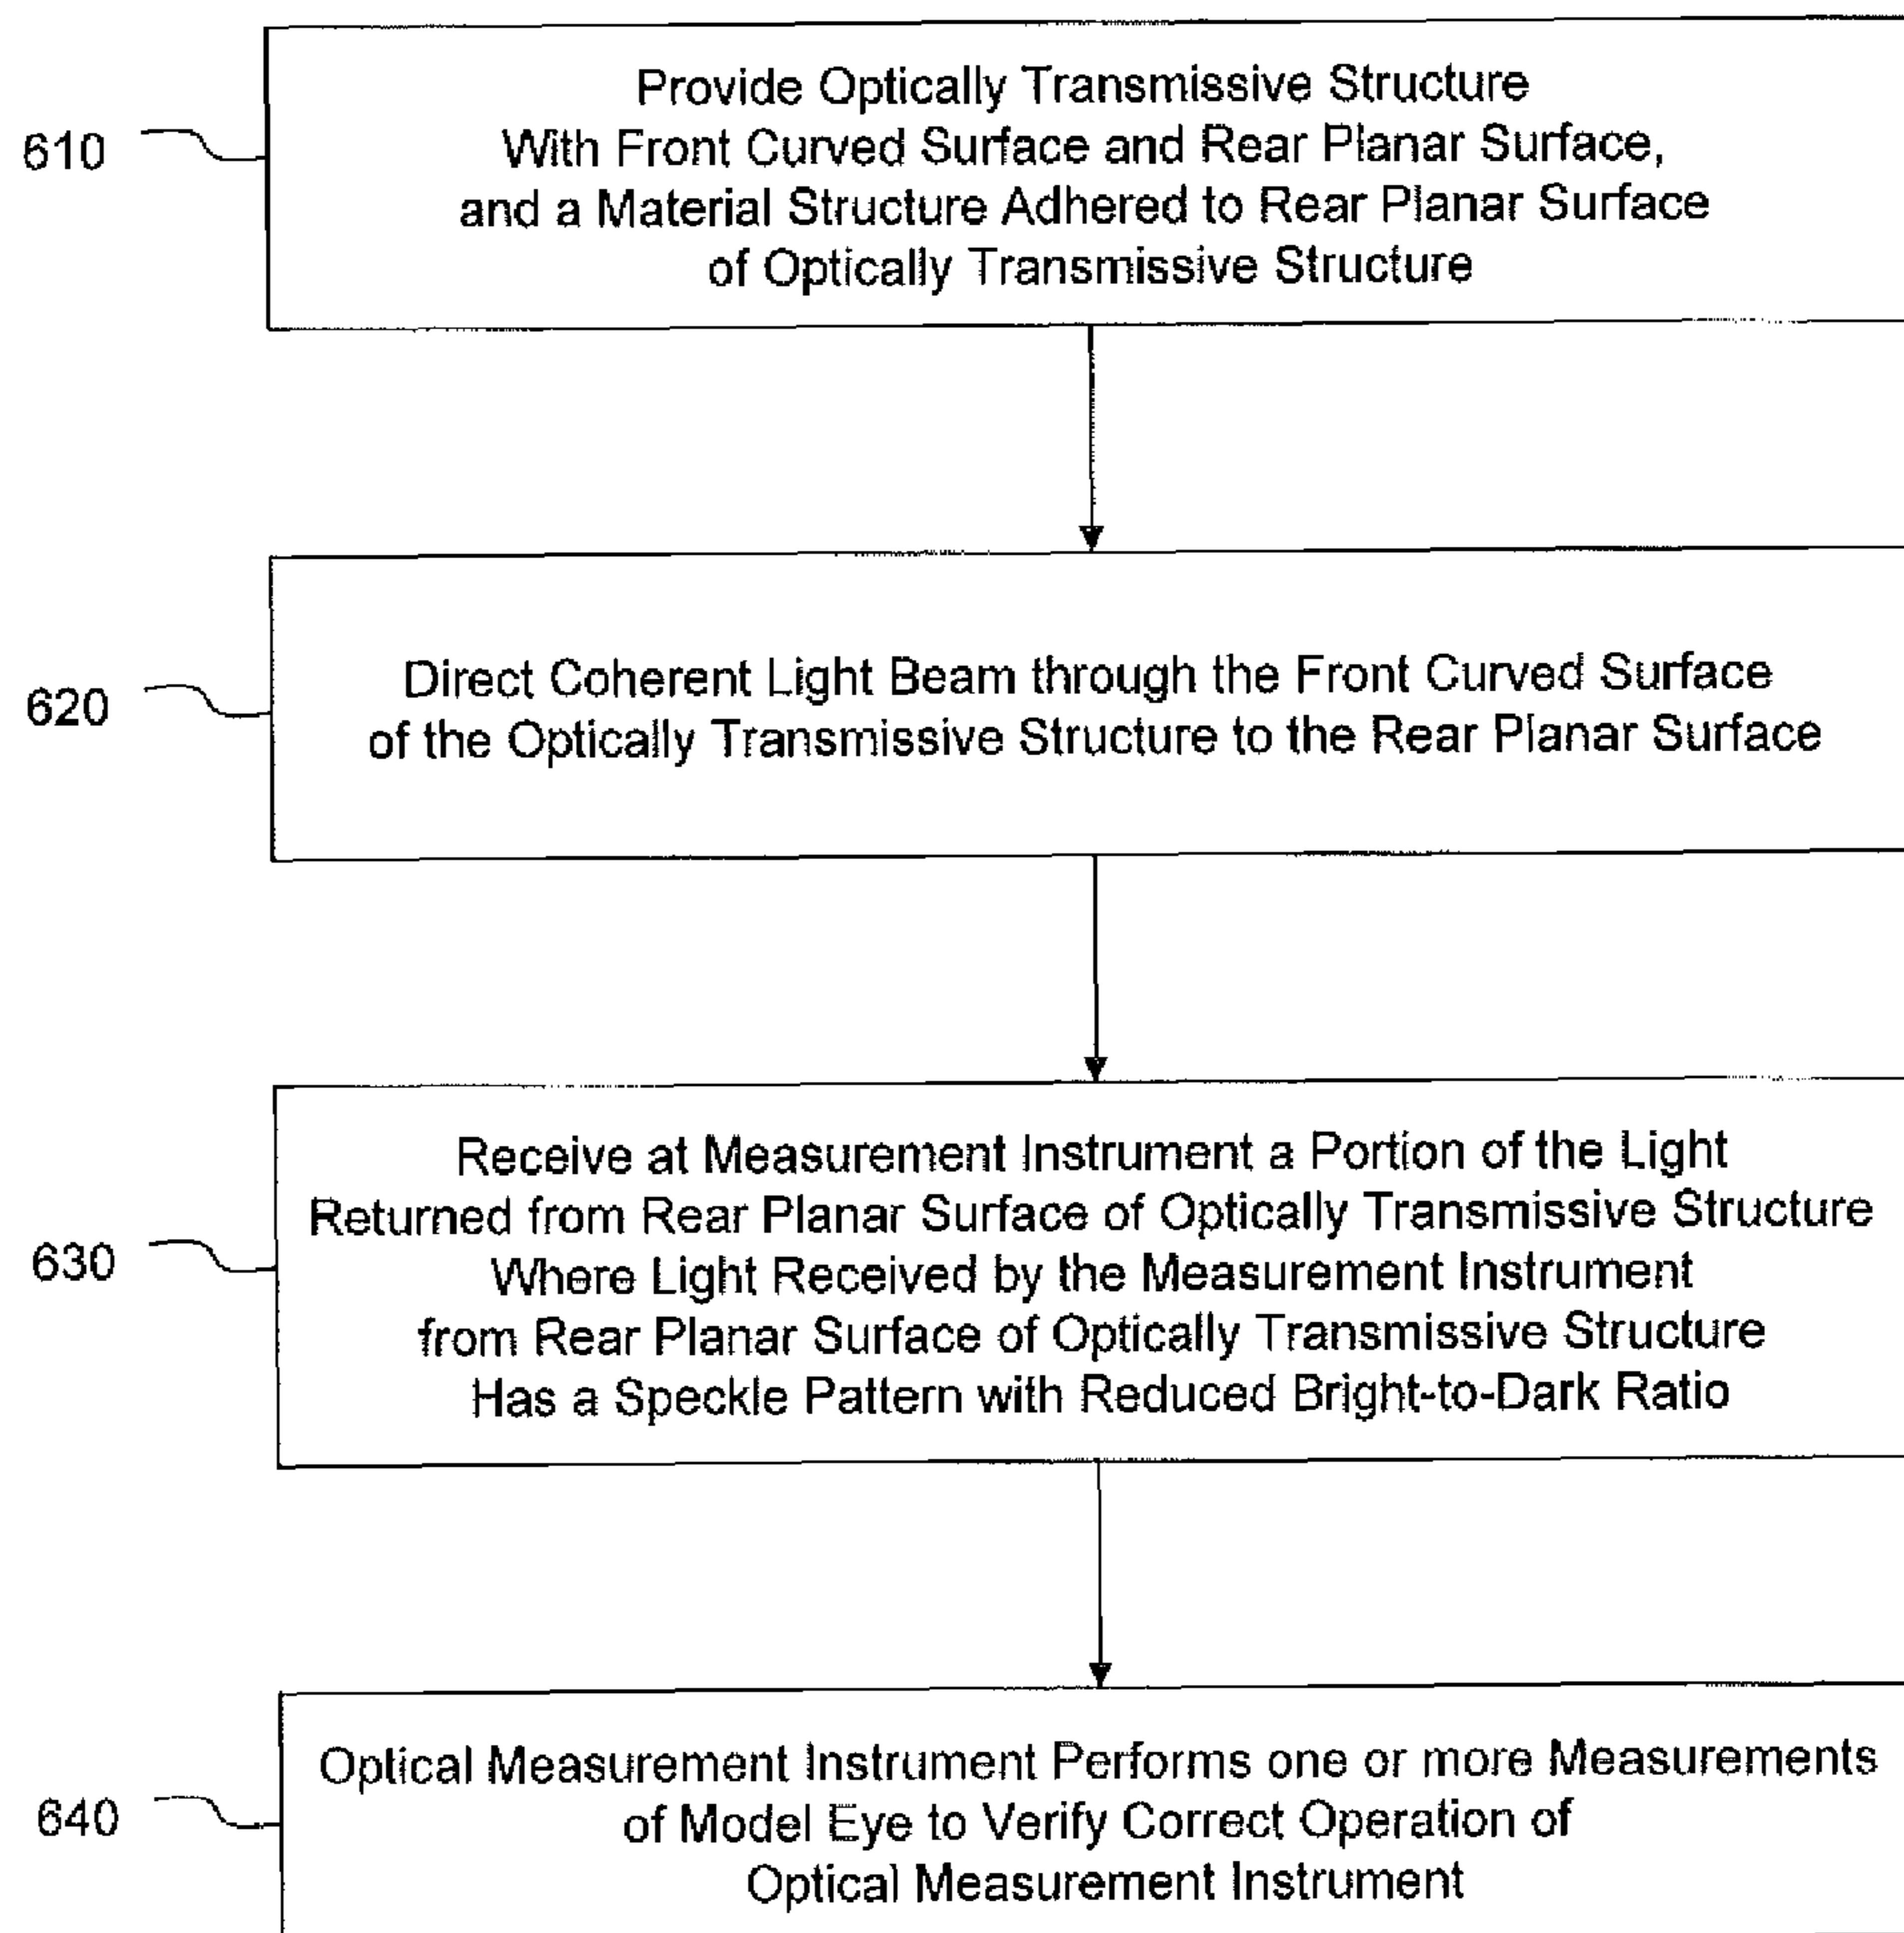 610
Provide Optically Transmissive Structure
With Front Curved Surface and Rear Planar Surface,
and a Material Structure Adhered to Rear Planar Surface
of Optically Transmissive Structure
620
Direct Coherent Light Beam through the Front Curved Surface
of the Optically Transmissive Structure to the Rear Planar Surface
630
Receive at Measurement Instrument a Portion of the Light
Returned from Rear Planar Surface of Optically Transmissive Structure
Where Light Received by the Measurement Instrument
from Rear Planar Surface of Optically Transmissive Structure
Has a Speckle Pattern with Reduced Bright-to-Dark Ratio
640
Optical Measurement Instrument Performs one or more Measurements
of Model Eye to Verify Correct Operation of
Optical Measurement Instrument